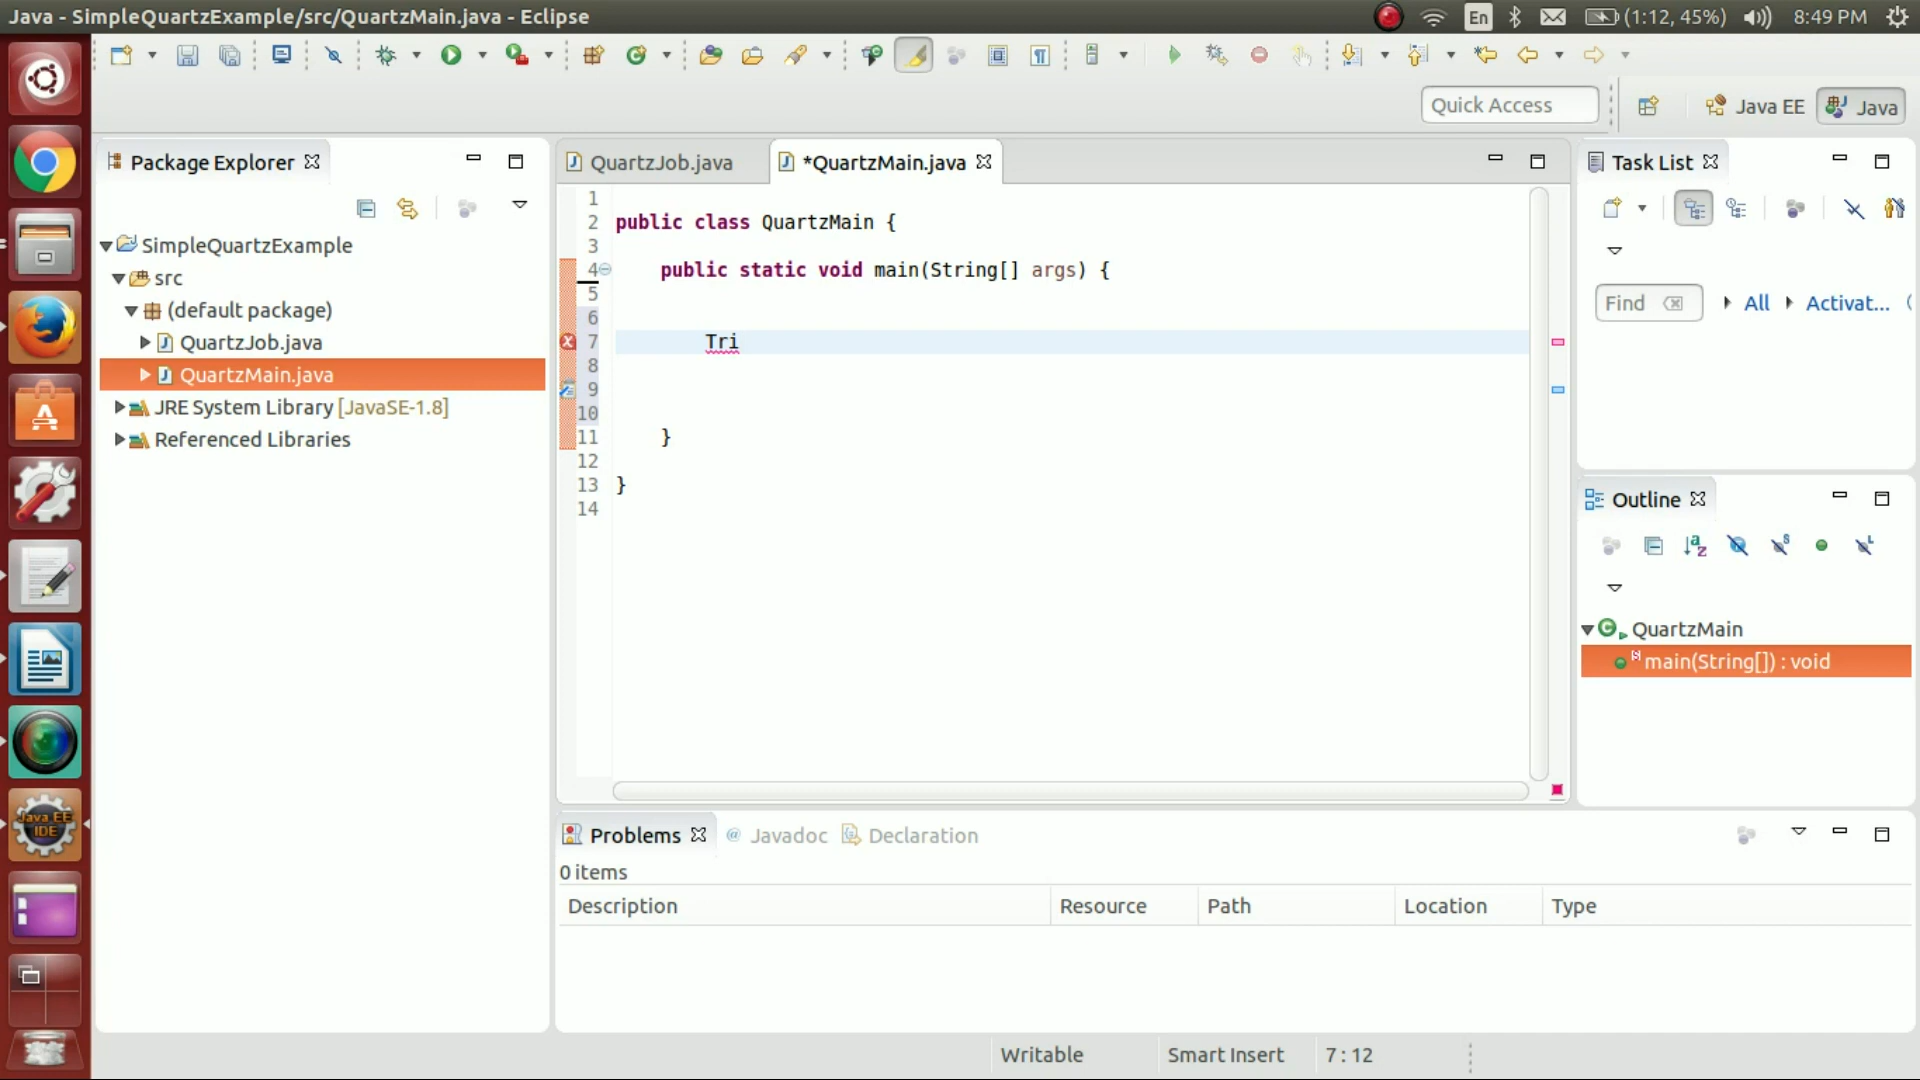 Java - SimpleQuartzExample/src/QuartzMain.java - Eclipse
En
(1:12, 45%)
8:49 PM
Quick Access
Java EE
Java
Package Explorer
QuartzJob.java
*QuartzMain.java
Task List
SimpleQuartzExample
src
(default package)
QuartzJob.java
QuartzMain.java
JRE System Library [JavaSE-1.8]
Referenced Libraries
1
2 public class QuartzMain {
3
4 public static void main(String[] args) {
5
6
7 Tri
8
9
10
11 }
12
13 }
14
Find
All
Activat...
Outline
QuartzMain
main(String[]) : void
Java EE
IDE
Problems
@ Javadoc
Declaration
0 items
Description Resource Path Location Type
Writable
Smart Insert
7 : 12